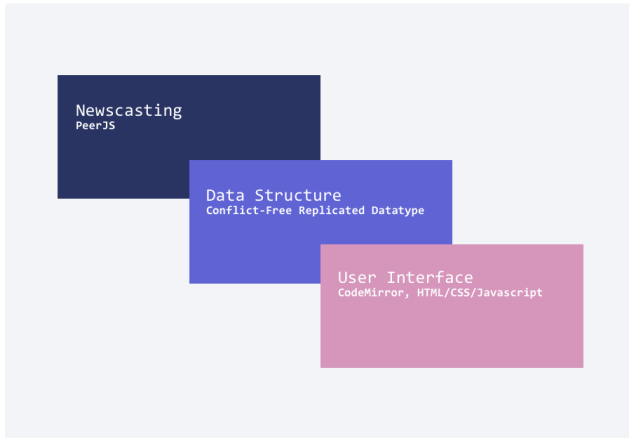 Newscasting
PeerJS
Data Structure
Conflict-Free Replicated Datatype
User Interface
CodeMirror, HTML/CSS/Javascript